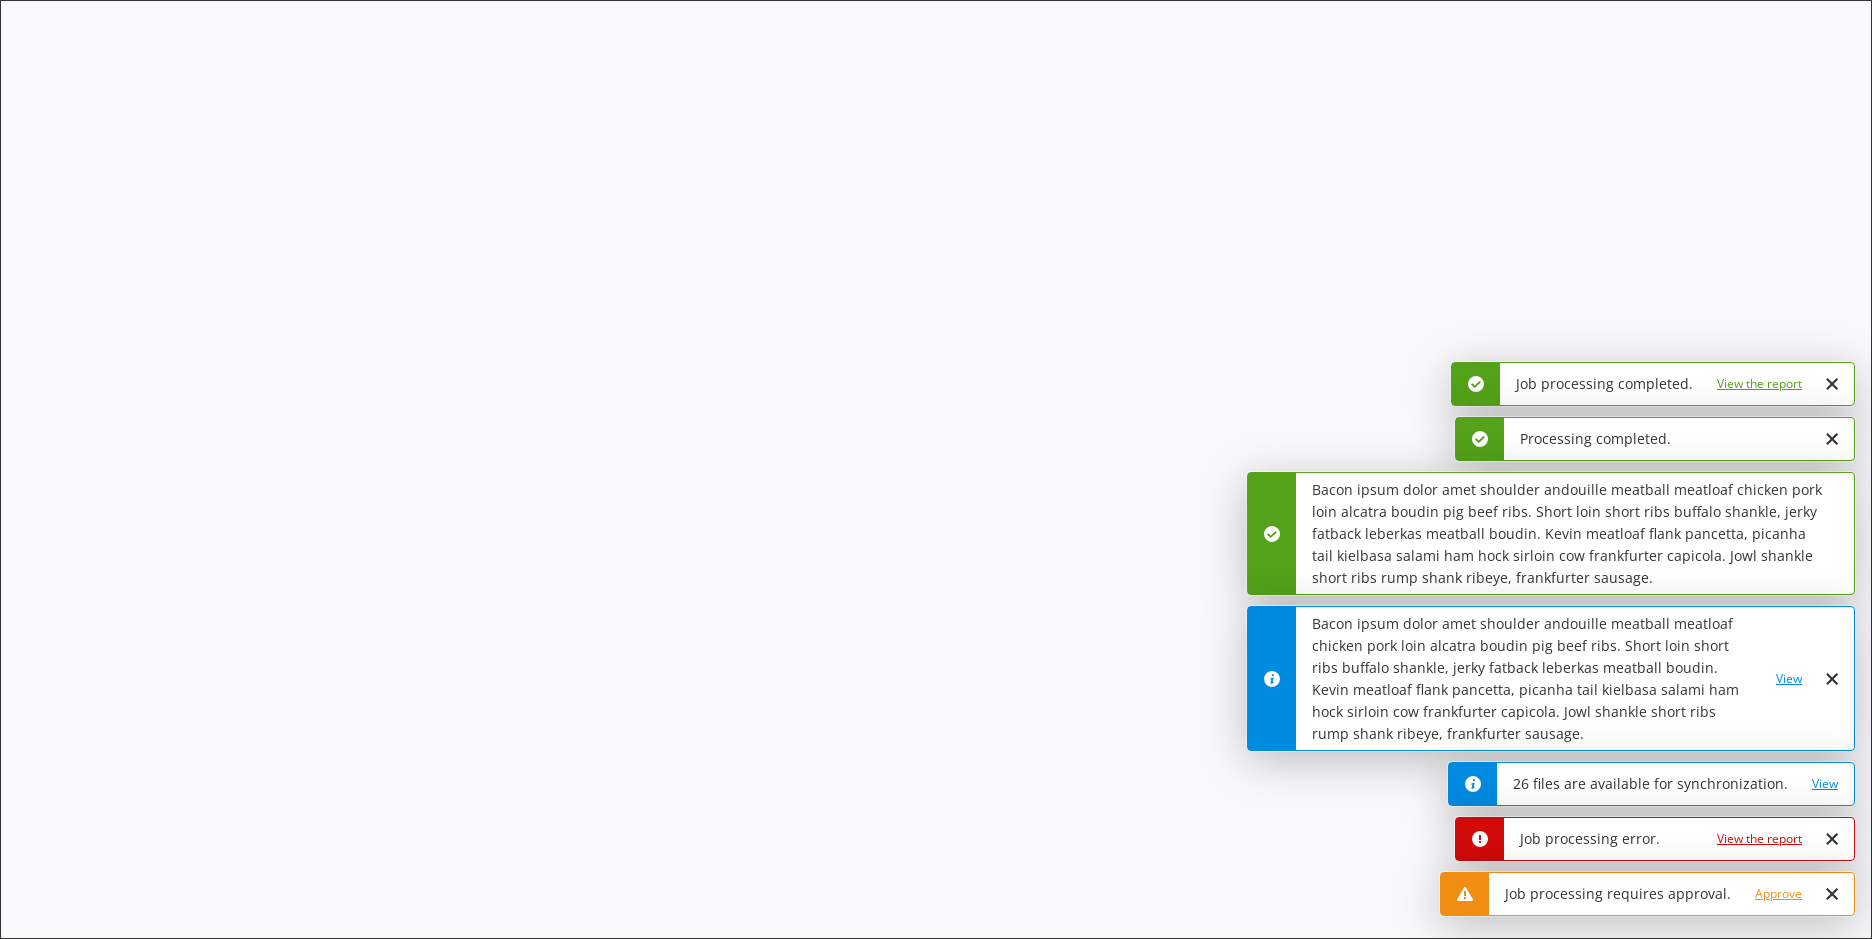 Job processing completed. View the report
Processing completed.
Bacon ipsum dolor amet shoulder andouille meatball meatloaf chicken pork
loin alcatra boudin pig beef ribs. Short loin short ribs buffalo shankle, jerky
fatback leberkas meatball boudin. Kevin meatloaf flank pancetta, picanha
tail kielbasa salami ham hock sirloin cow frankfurter capicola. Jowl shankle
short ribs rump shank ribeye, frankfurter sausage.
Bacon ipsum dolor amet shoulder andouille meatball meatloaf
chicken pork loin alcatra boudin pig beef ribs. Short loin short
ribs buffalo shankle, jerky fatback leberkas meatball boudin.
Kevin meatloaf flank pancetta, picanha tail kielbasa salami ham
hock sirloin cow frankfurter capicola. Jowl shankle short ribs
rump shank ribeye, frankfurter sausage.
View
26 files are available for synchronization. View
Job processing error. View the report
Job processing requires approval. Approve